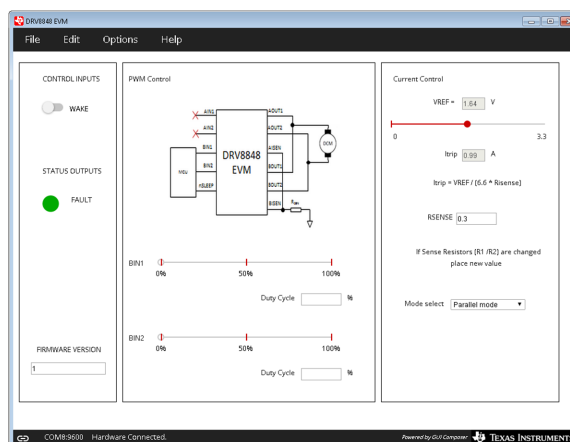 DRV8848 EVM
File Edit Options Help
CONTROL INPUTS
WAKE
STATUS OUTPUTS
FAULT
FIRMWARE VERSION
1
PWM Control
AIN1
AIN2
BIN1
BIN2
nSLEEP
MCU
DRV8848
EVM
AOUT1
AOUT2
AISEN
BOUT1
BOUT2
BISEN
DCM
BIN1
0% 50% 100%
Duty Cycle %
BIN2
0% 50% 100%
Duty Cycle %
Current Control
VREF = 1.64 V
0 3.3
Itrip 0.99 A
Itrip = VREF / [6.6 * Risense]
RSENSE 0.3
If Sense Resistors [R1 /R2] are changed
place new value
Mode select Parallel mode
COM8:9600 Hardware Connected.
Powered by GUI Composer TEXAS INSTRUMENTS